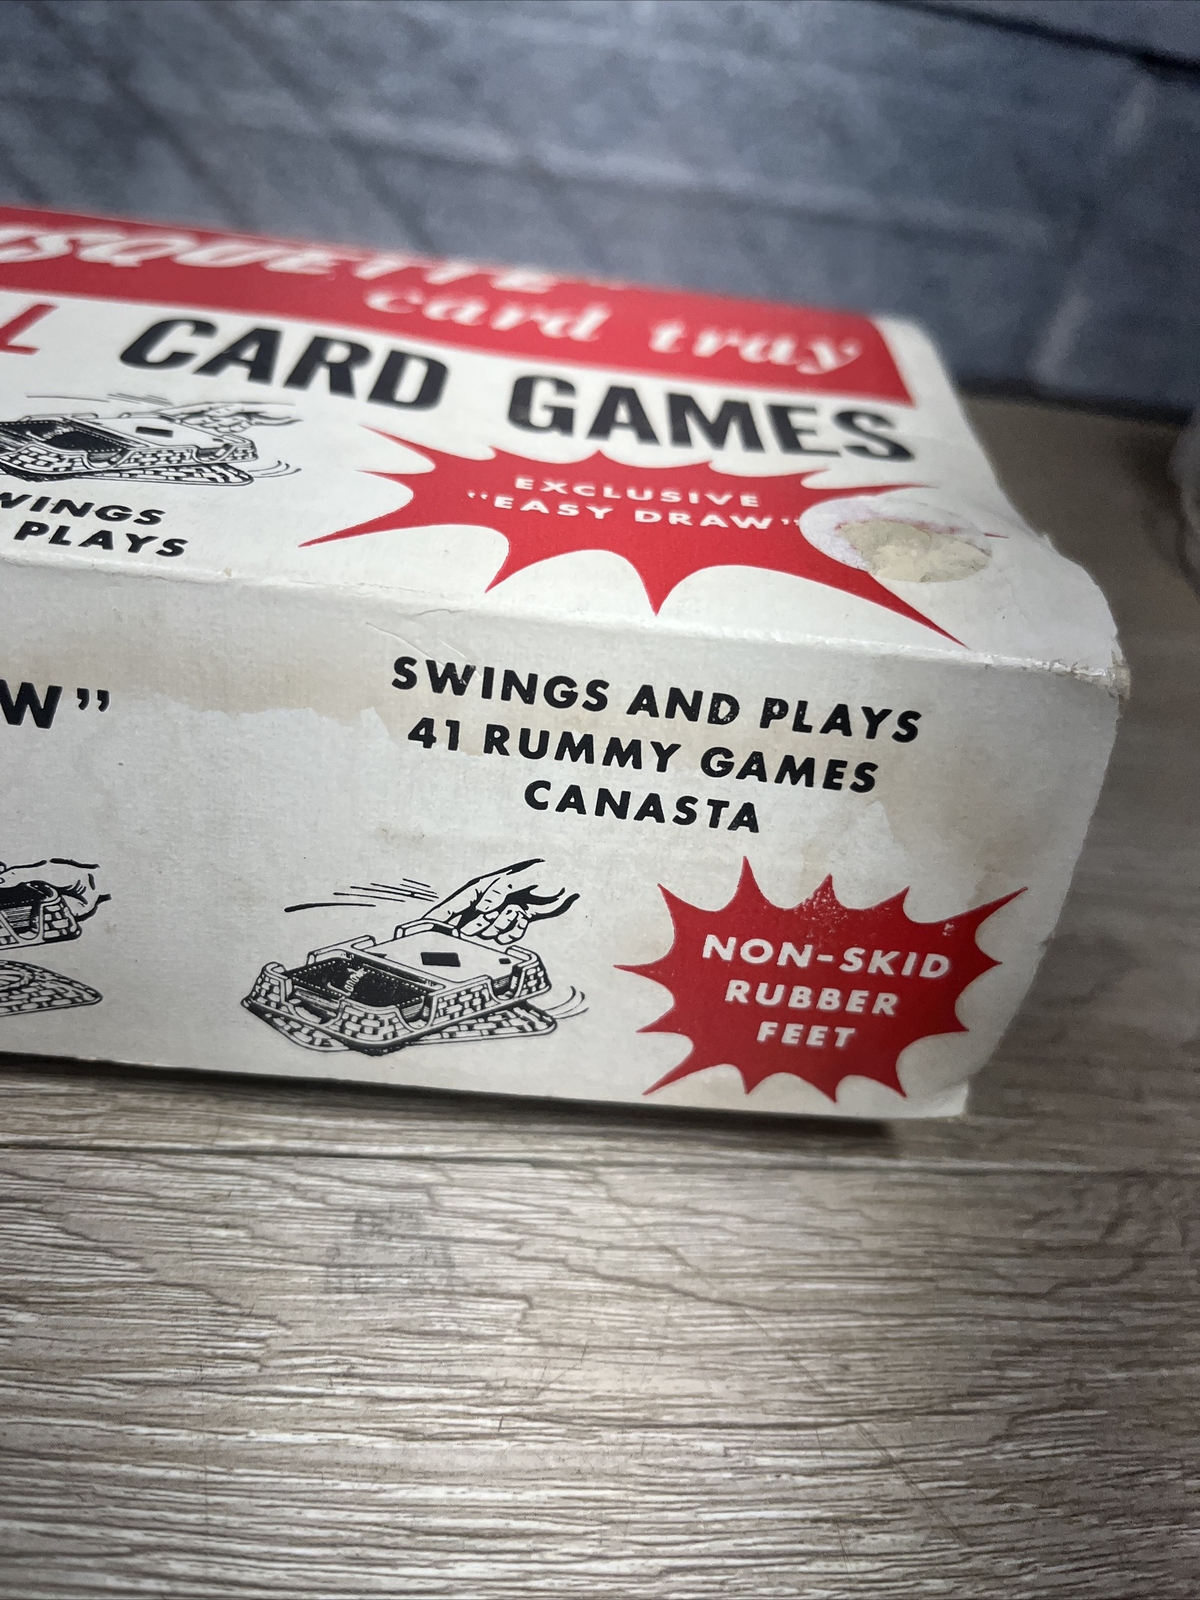 card tray
CARD GAMES
EXCLUSIVE
"EASY DRAW"
PLAYS
W"
SWINGS AND PLAYS
41 RUMMY GAMES
CANASTA
NON-SKID
RUBBER
FEET